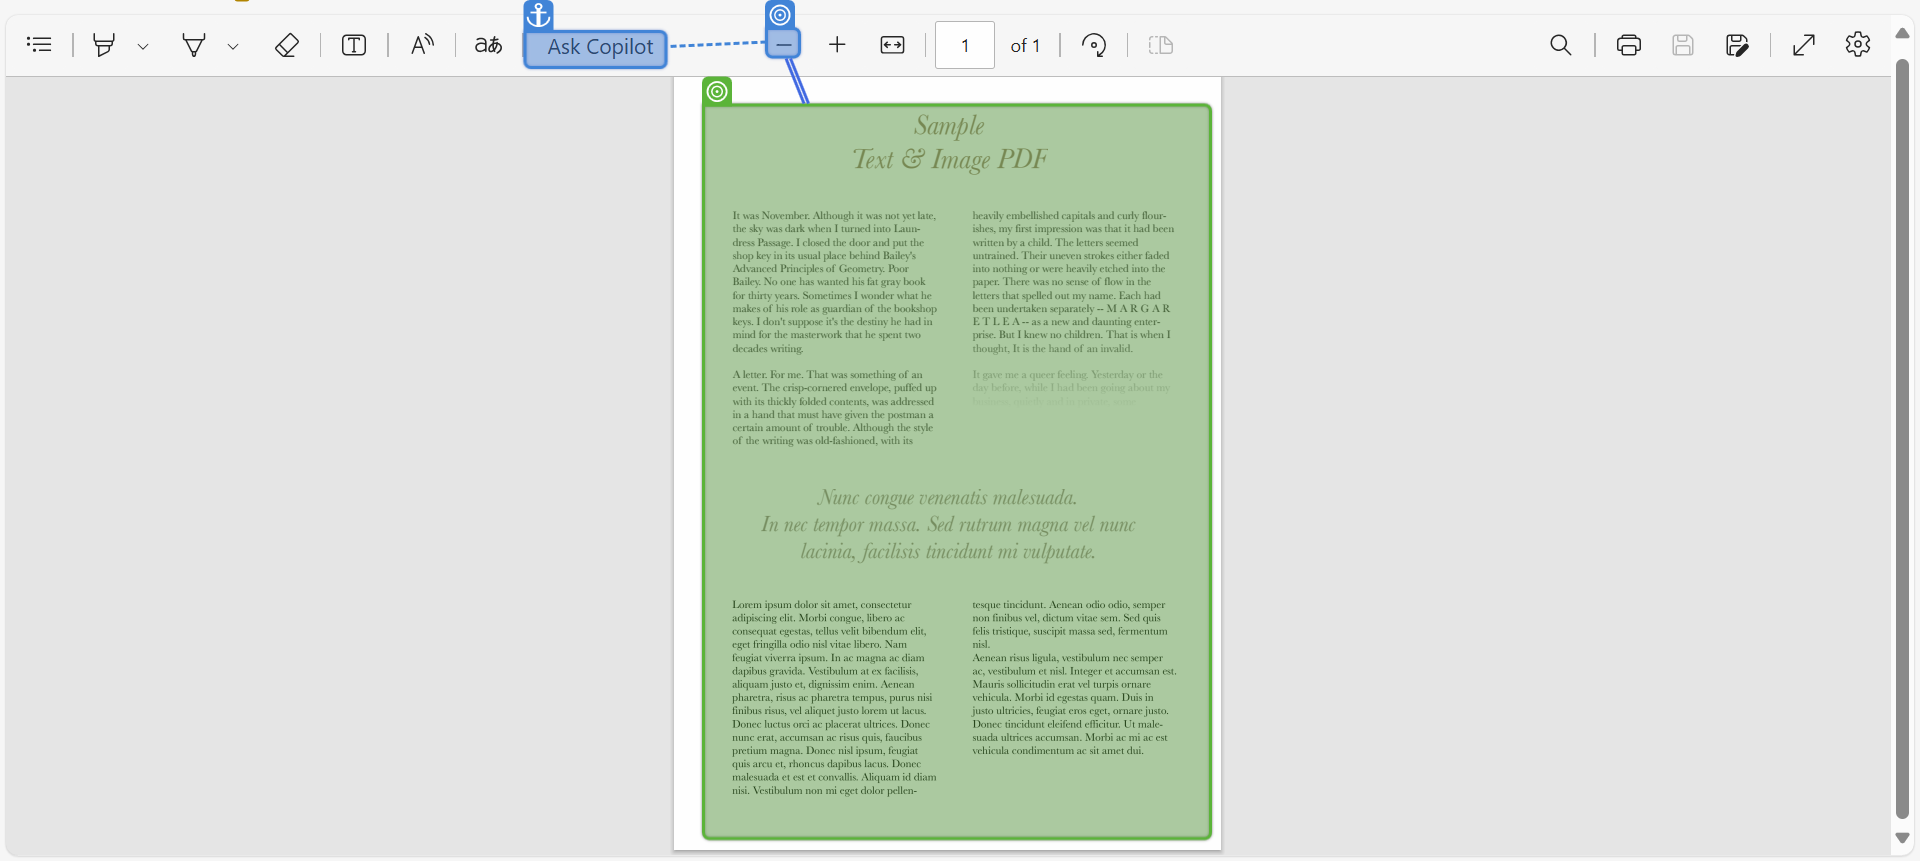 aあ
Ask Copilot
1
of 1
Sample
Text & Image PDF
It was November. Although it was not yet late,
the sky was dark when I turned into Laun-
dress Passage. I closed the door and put the
shop key in its usual place behind Bailey's
Advanced Principles of Geometry. Poor
Bailey. No one has wanted his fat gray book
for thirty years. Sometimes I wonder what he
makes of his role as guardian of the bookshop
keys. I don't suppose it's the destiny he had in
mind for the masterwork that he spent two
decades writing.
A letter. For me. That was something of an
event. The crisp-cornered envelope, puffed up
with its thickly folded contents, was addressed
in a hand that must have given the postman a
certain amount of trouble. Although the style
of the writing was old-fashioned, with its
heavily embellished capitals and curly flour-
ishes, my first impression was that it had been
written by a child. The letters seemed
untrained. Their uneven strokes either faded
into nothing or were heavily etched into the
paper. There was no sense of flow in the
letters that spelled out my name. Each had
been undertaken separately -- M A R G A R
E T L E A -- as a new and daunting enter-
prise. But I knew no children. That is when I
thought, It is the hand of an invalid.
It gave me a queer feeling. Yesterday or the
day before, while I had been going about my
Nunc congue venenatis malesuada.
In nec tempor massa. Sed rutrum magna vel nunc
lacinia, facilisis tincidunt mi vulputate.
Lorem ipsum dolor sit amet, consectetur
adipiscing elit. Morbi congue, libero ac
consequat egestas, tellus velit bibendum elit,
eget fringilla odio nisl vitae libero. Nam
feugiat viverra ipsum. In ac magna ac diam
dapibus gravida. Vestibulum at ex facilisis,
aliquam justo et, dignissim enim. Aenean
pharetra, risus ac pharetra tempus, purus nisi
finibus risus, vel aliquet justo lorem ut lacus.
Donec luctus orci ac placerat ultrices. Donec
nunc erat, accumsan ac risus quis, faucibus
pretium magna. Donec nisl ipsum, feugiat
quis arcu et, rhoncus dapibus lacus. Donec
malesuada et est et convallis. Aliquam id diam
nisi. Vestibulum non mi eget dolor pellen-
tesque tincidunt. Aenean odio odio, semper
non finibus vel, dictum vitae sem. Sed quis
felis tristique, suscipit massa sed, fermentum
nisl.
Aenean risus ligula, vestibulum nec semper
ac, vestibulum et nisl. Integer et accumsan est.
Mauris sollicitudin erat vel turpis ornare
vehicula. Morbi id egestas quam. Duis in
justo ultricies, feugiat eros eget, ornare justo.
Donec tincidunt eleifend efficitur. Ut male-
suada ultrices accumsan. Morbi ac mi ac est
vehicula condimentum ac sit amet dui.